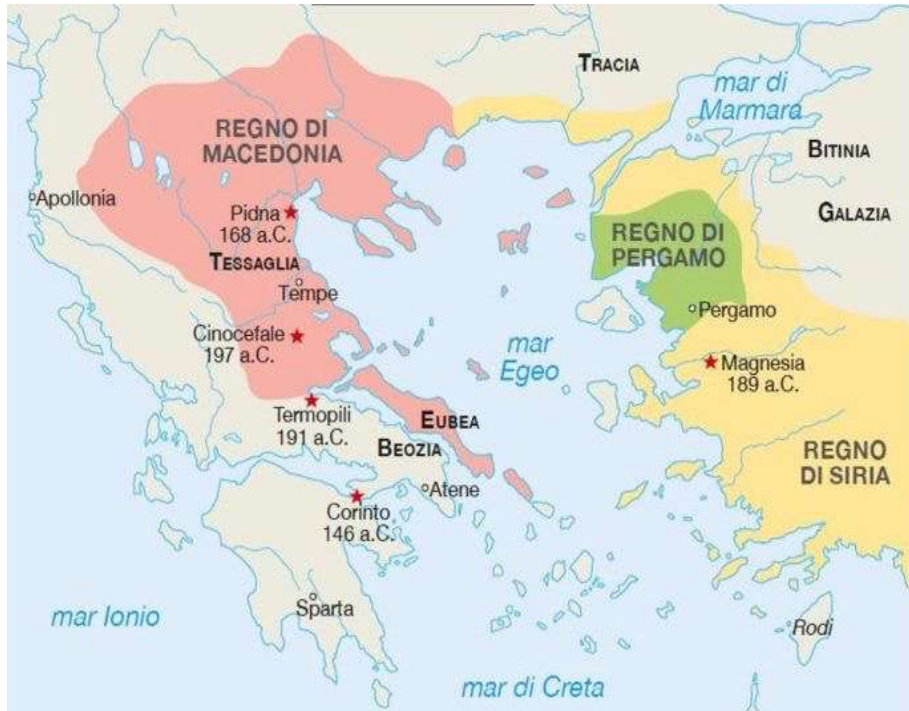 TRACIA
mar di
Marmara
BITINIA
GALAZIA
REGNO DI
MACEDONIA
Apollonia
Pidna
168 a.C.
TESSAGLIA
Tempe
Cinocefale
197 a.C.
Termopili
191 a.C.
EUBEA
BEOZIA
Atene
Corinto
146 a.C.
Sparta
mar Ionio
mar
Egeo
mar di Creta
REGNO DI
PERGAMO
Pergamo
Magnesia
189 a.C.
REGNO
DI SIRIA
Rodi